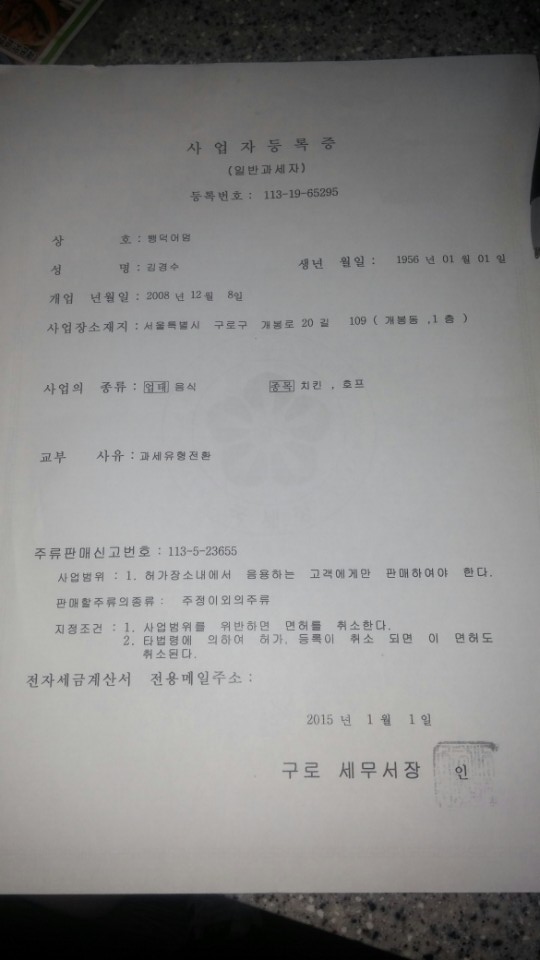 사업자등록증
(일반과세자)
등록번호 : 113-19-65295
상 호 : 뺑덕어멈
성 명 : 김경수 생년 월일 : 1956 년 01 월 01 일
개업 년월일 : 2008 년 12 월 8일
사업장소재지 : 서울특별시 구로구 개봉로 20 길 109 ( 개봉동 ,1 층 )
사업의 종류 : 업태 음식 종목 치킨 , 호프
교부 사유 : 과세유형전환
주류판매신고번호 : 113-5-23655
사업범위 : 1. 허가장소내에서 음용하는 고객에게만 판매하여야 한다.
판매할주류의종류: 주정이외의주류
지정조건 : 1. 사업범위를 위반하면 면허를 취소한다.
2. 타법령에 의하여 허가, 등록이 취소 되면 이 면허도
취소된다.
전자세금계산서 전용메일주소 :
2015 년 1 월 1 일
구로 세무서장 인